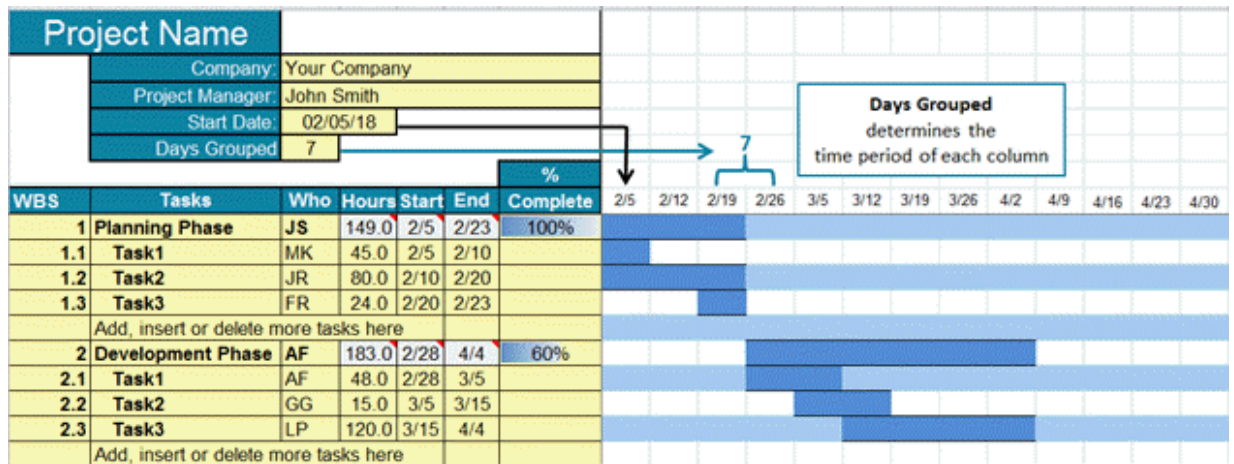 Project Name
Company: Your Company
Project Manager: John Smith
Start Date: 02/05/18
Days Grouped 7
7
Days Grouped
determines the
time period of each column
%
WBS Tasks Who Hours Start End Complete 2/5 2/12 2/19 2/26 3/5 3/12 3/19 3/26 4/2 4/9 4/16 4/23 4/30
1 Planning Phase JS 149.0 2/5 2/23 100%
1.1 Task1 MK 45.0 2/5 2/10
1.2 Task2 JR 80.0 2/10 2/20
1.3 Task3 FR 24.0 2/20 2/23
Add, insert or delete more tasks here
2 Development Phase AF 183.0 2/28 4/4 60%
2.1 Task1 AF 48.0 2/28 3/5
2.2 Task2 GG 15.0 3/5 3/15
2.3 Task3 LP 120.0 3/15 4/4
Add, insert or delete more tasks here